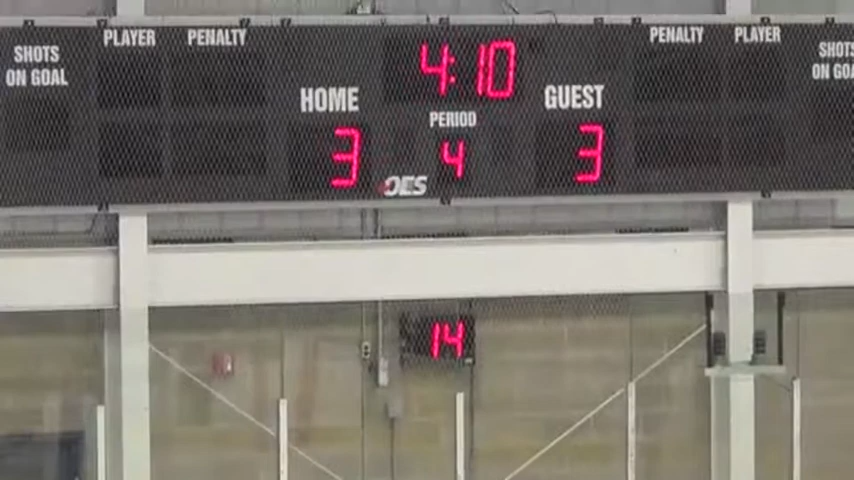 SHOTS
ON GOAL
PLAYER PENALTY
4:10
PENALTY PLAYER
SHOTS
ON GOA
HOME
PERIOD
GUEST
3
4
3
OES
14